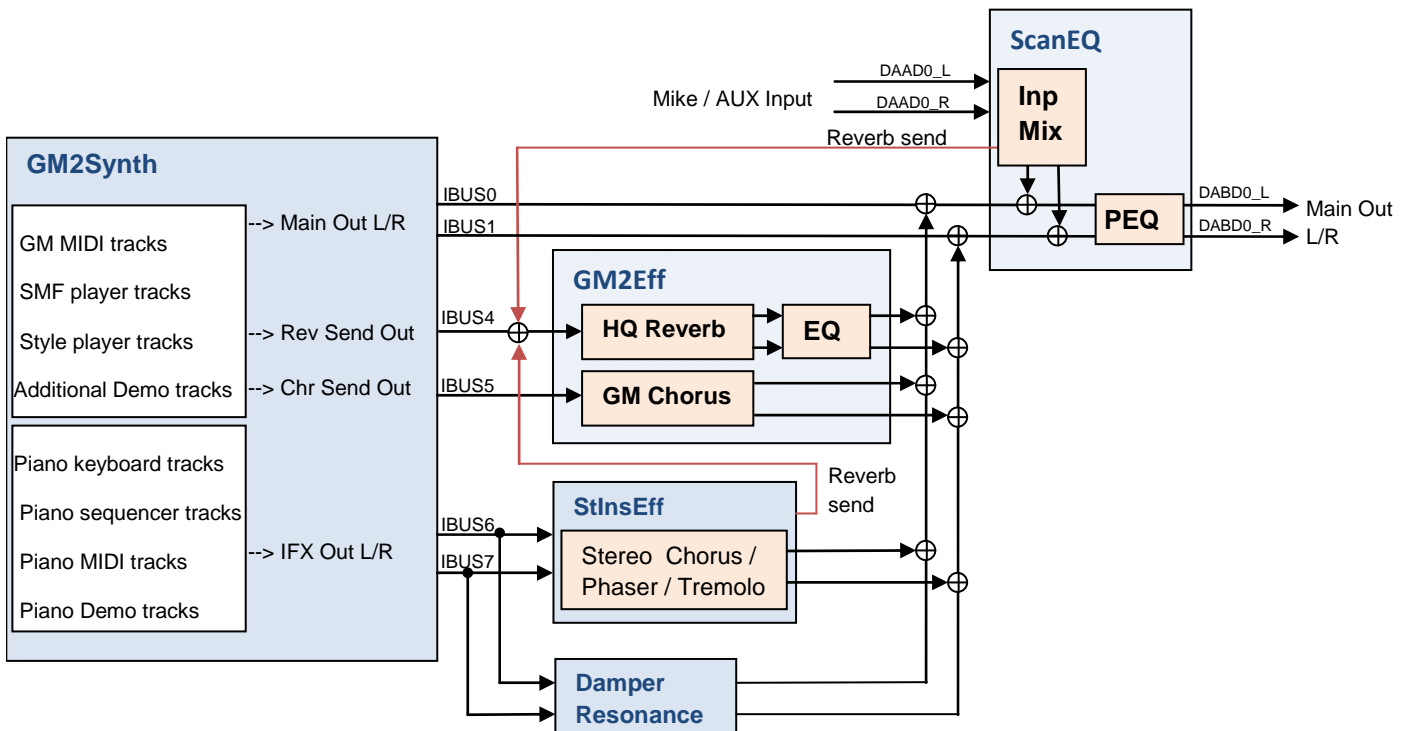 ScanEQ
DAAD0_L
Mike / AUX Input
DAAD0_R
Inp
Mix
Reverb send
GM2Synth
IBUS0
--> Main Out L/R
IBUS1
GM MIDI tracks
SMF player tracks
Style player tracks
Additional Demo tracks
--> Rev Send Out
IBUS4
--> Chr Send Out
IBUS5
PEQ
DABD0_L
DABD0_R
Main Out
L/R
GM2Eff
HQ Reverb
EQ
GM Chorus
Piano keyboard tracks
Piano sequencer tracks
Piano MIDI tracks
Piano Demo tracks
--> IFX Out L/R
IBUS6
IBUS7
Reverb
send
StInsEff
Stereo Chorus /
Phaser / Tremolo
Damper
Resonance